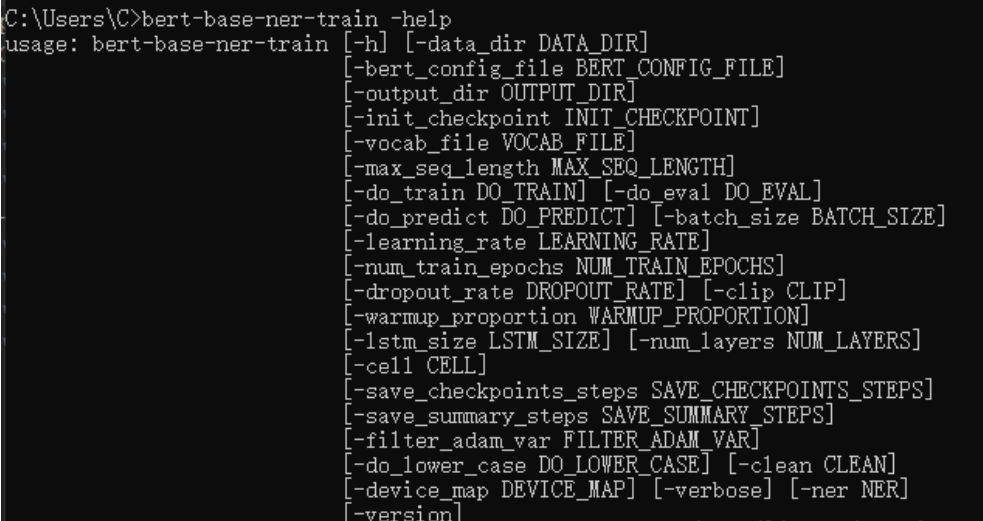 C:\Users\C>bert-base-ner-train -help
usage: bert-base-ner-train [-h] [-data_dir DATA_DIR]
[-bert_config_file BERT_CONFIG_FILE]
[-output_dir OUTPUT_DIR]
[-init_checkpoint INIT_CHECKPOINT]
[-vocab_file VOCAB_FILE]
[-max_seq_length MAX_SEQ_LENGTH]
[-do_train DO_TRAIN] [-do_eval DO_EVAL]
[-do_predict DO_PREDICT] [-batch_size BATCH_SIZE]
[-learning_rate LEARNING_RATE]
[-num_train_epochs NUM_TRAIN_EPOCHS]
[-dropout_rate DROPOUT_RATE] [-clip CLIP]
[-warmup_proportion WARMUP_PROPORTION]
[-lstm_size LSTM_SIZE] [-num_layers NUM_LAYERS]
[-cell CELL]
[-save_checkpoints_steps SAVE_CHECKPOINTS_STEPS]
[-save_summary_steps SAVE_SUMMARY_STEPS]
[-filter_adam_var FILTER_ADAM_VAR]
[-do_lower_case DO_LOWER_CASE] [-clean CLEAN]
[-device_map DEVICE_MAP] [-verbose] [-ner NER]
[-version]